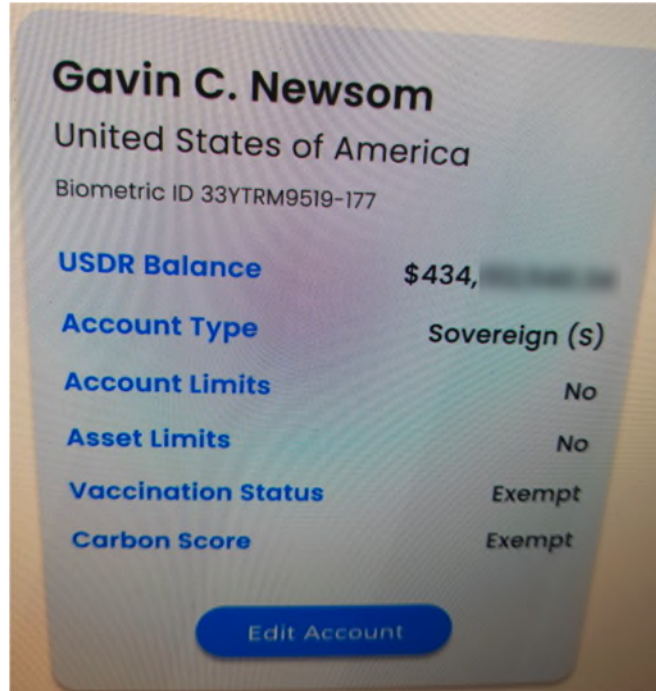 Gavin C. Newsom
United States of America
Biometric ID 33YTRM9519-177
USDR Balance $434,
Account Type Sovereign (S)
Account Limits No
Asset Limits No
Vaccination Status Exempt
Carbon Score Exempt
Edit Account